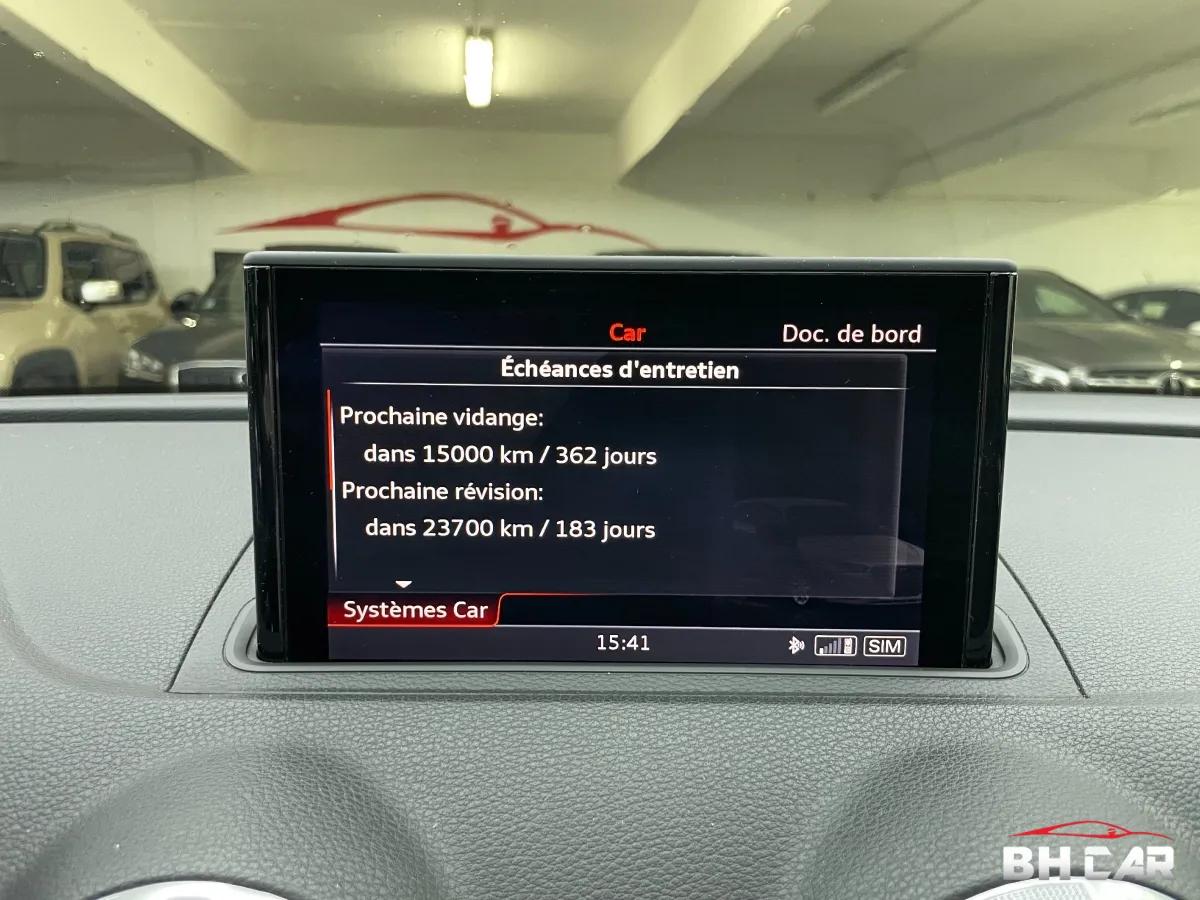 Car
Doc. de bord
Échéances d'entretien
Prochaine vidange:
dans 15000 km / 362 jours
Prochaine révision:
dans 23700 km / 183 jours
Systèmes Car
15:41
SIM
BH CAR